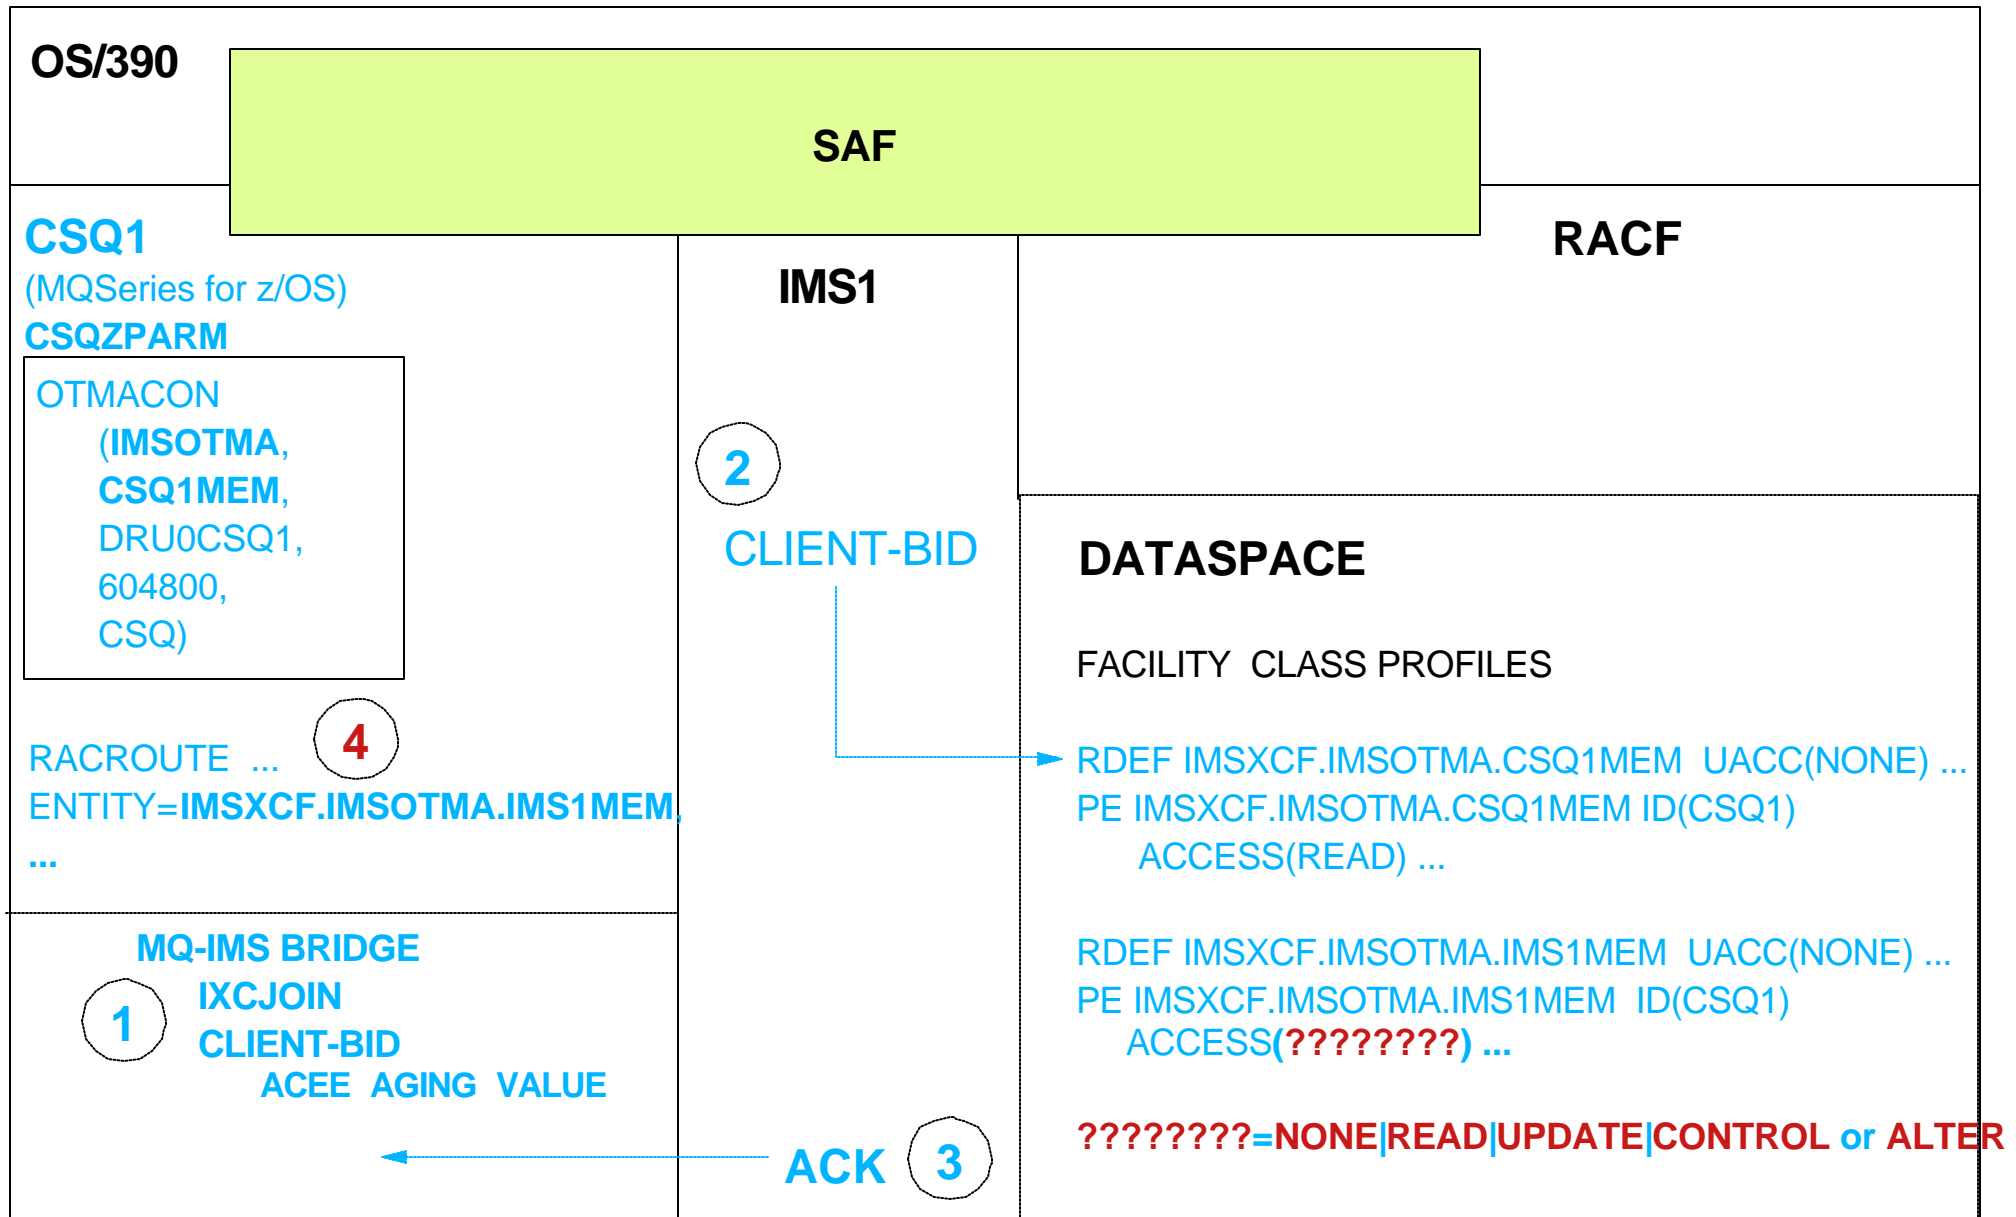 OS/390
SAF
CSQ1
(MQSeries for z/OS)
CSQZPARM
OTMACON
(IMSOTMA,
CSQ1MEM,
DRU0CSQ1,
604800,
CSQ)
4
RACROUTE ...
ENTITY=IMSXCF.IMSOTMA.IMS1MEM,
...
MQ-IMS BRIDGE
1
IXCJOIN
CLIENT-BID
ACEE AGING VALUE
IMS1
2
CLIENT-BID
ACK 3
RACF
DATASPACE
FACILITY CLASS PROFILES
RDEF IMSXCF.IMSOTMA.CSQ1MEM UACC(NONE) ...
PE IMSXCF.IMSOTMA.CSQ1MEM ID(CSQ1)
ACCESS(READ) ...
RDEF IMSXCF.IMSOTMA.IMS1MEM UACC(NONE) ...
PE IMSXCF.IMSOTMA.IMS1MEM ID(CSQ1)
ACCESS(????????) ...
????????=NONE|READ|UPDATE|CONTROL or ALTER